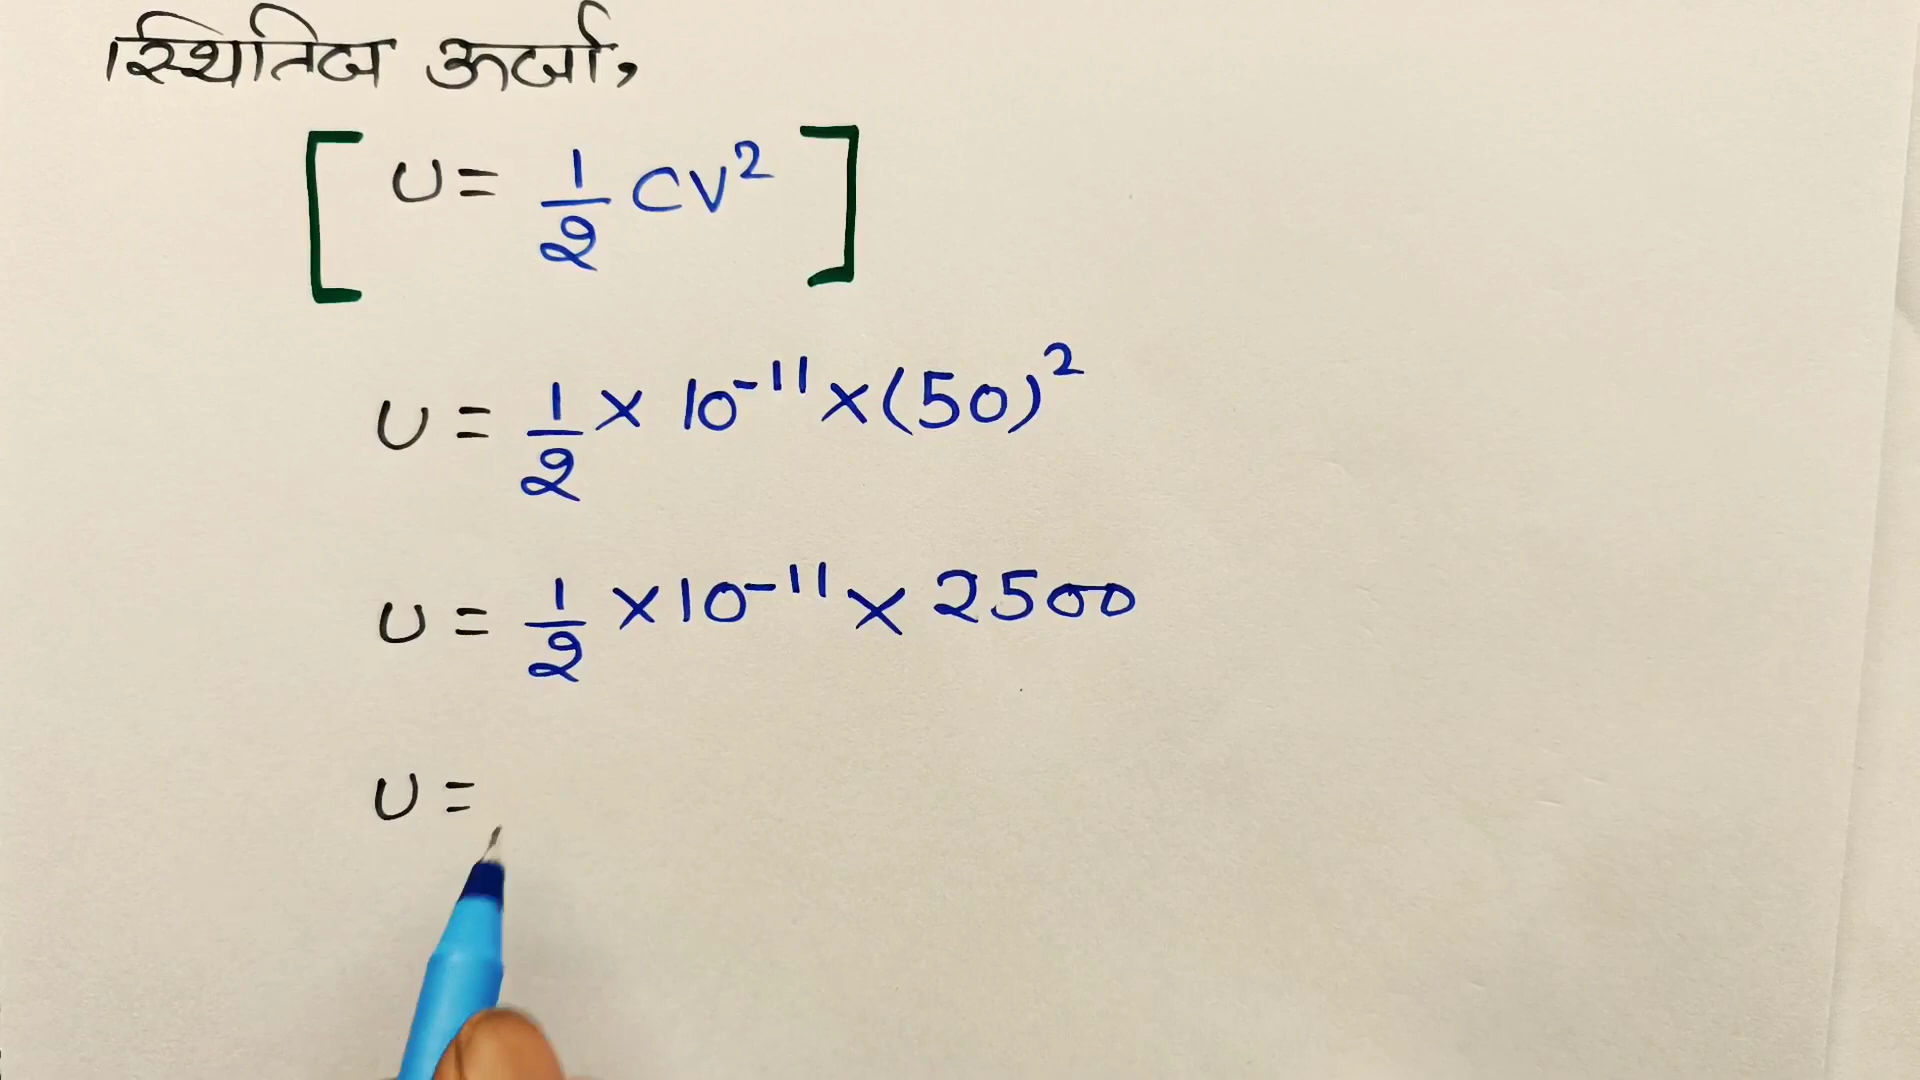 स्थितिज ऊर्जा,
[ U = 1/2 CV² ]
U = 1/2 × 10⁻¹¹ × (50)²
U = 1/2 × 10⁻¹¹ × 2500
U =